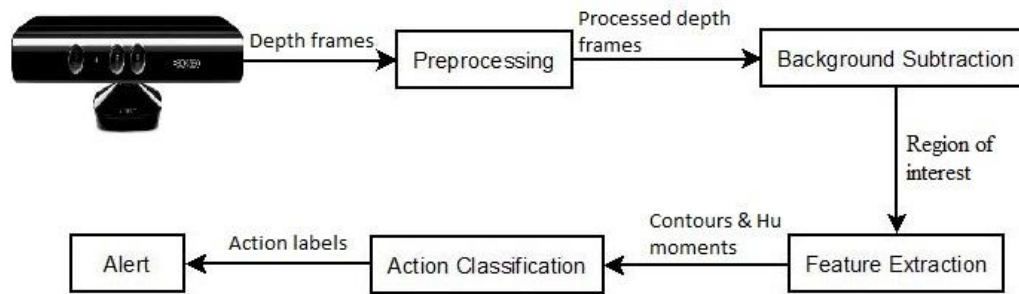 Depth frames
Preprocessing
Processed depth
frames
Background Subtraction
Region of
interest
Feature Extraction
Contours & Hu
moments
Action Classification
Action labels
Alert